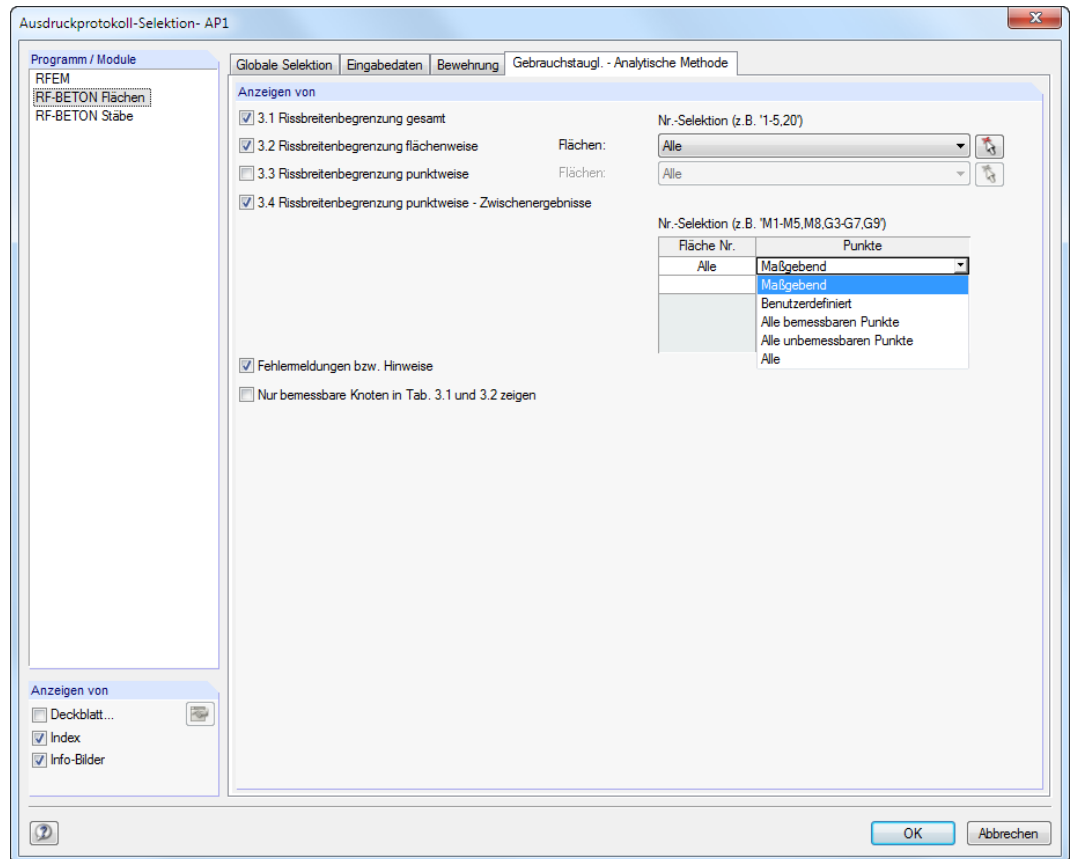 Ausdruckprotokoll-Selektion- AP1
Programm / Module
RFEM
RF-BETON Flächen
RF-BETON Stäbe
Globale Selektion Eingabedaten Bewehrung Gebrauchstaugl. - Analytische Methode
Anzeigen von
3.1 Rissbreitenbegrenzung gesamt
Nr.-Selektion (z.B. '1-5,20')
3.2 Rissbreitenbegrenzung flächenweise Flächen: Alle
3.3 Rissbreitenbegrenzung punktweise Flächen: Alle
3.4 Rissbreitenbegrenzung punktweise - Zwischenergebnisse
Nr.-Selektion (z.B. 'M1-M5,M8,G3-G7,G9')
Fläche Nr. Punkte
Alle Maßgebend
Maßgebend
Benutzerdefiniert
Alle bemessbaren Punkte
Alle unbemessbaren Punkte
Alle
Fehlermeldungen bzw. Hinweise
Nur bemessbare Knoten in Tab. 3.1 und 3.2 zeigen
Anzeigen von
Deckblatt...
Index
Info-Bilder
OK Abbrechen